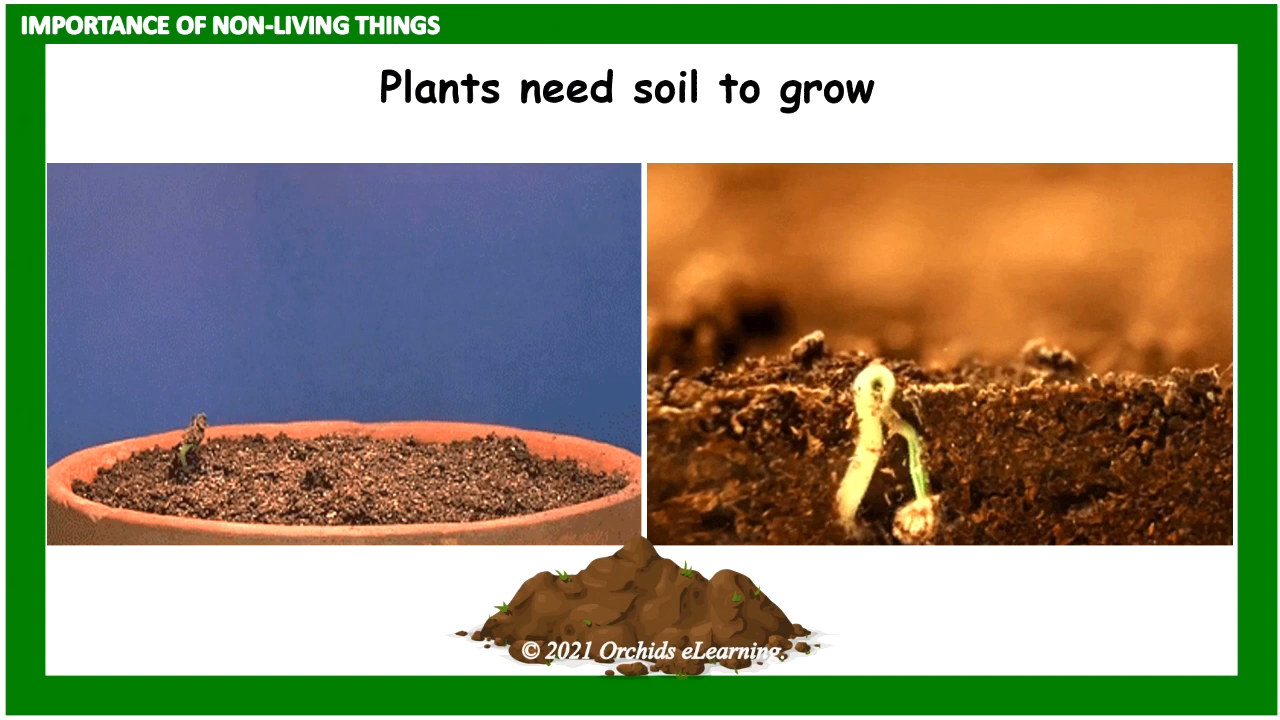 IMPORTANCE OF NON-LIVING THINGS
Plants need soil to grow
© 2021 Orchids eLearning.